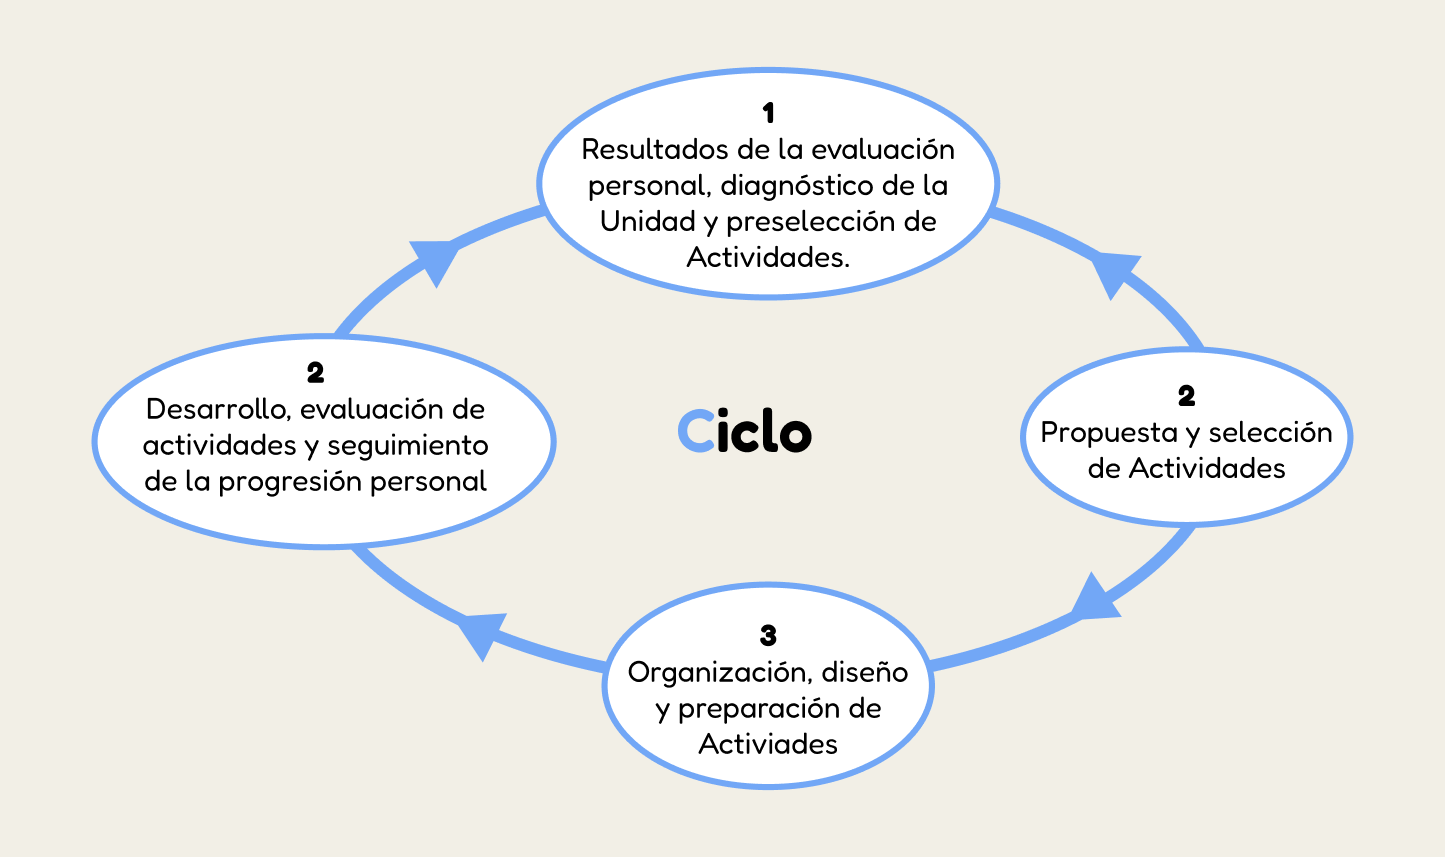 1
Resultados de la evaluación
personal, diagnóstico de la
Unidad y preselección de
Actividades.
2
Desarrollo, evaluación de
actividades y seguimiento
de la progresión personal
Ciclo
2
Propuesta y selección
de Actividades
3
Organización, diseño
y preparación de
Activiades